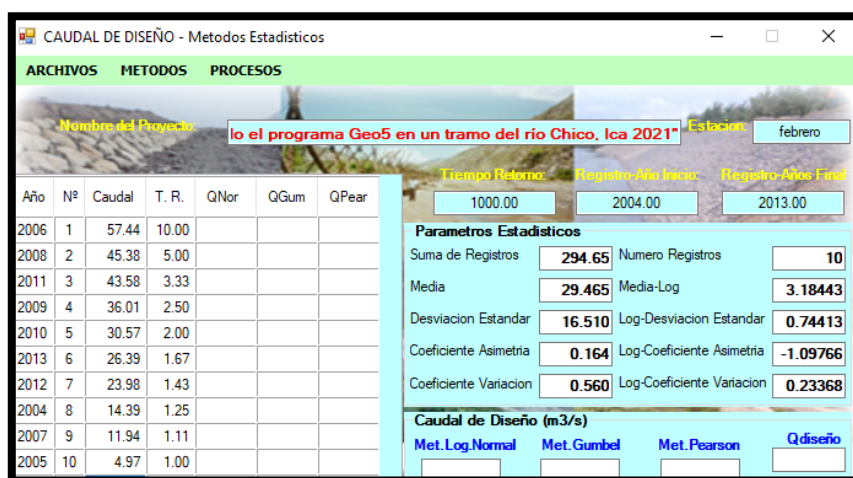 CAUDAL DE DISEÑO - Metodos Estadisticos
ARCHIVOS METODOS PROCESOS
Nombre del Proyecto: lo el programa Geo5 en un tramo del río Chico, Ica 2021" Estacion: febrero
Tiempo Retorno: Registro-Año Inicio: Registro-Años Final
1000.00 2004.00 2013.00
Año Nº Caudal T. R. QNor QGum QPear
2006 1 57.44 10.00
2008 2 45.38 5.00
2011 3 43.58 3.33
2009 4 36.01 2.50
2010 5 30.57 2.00
2013 6 26.39 1.67
2012 7 23.98 1.43
2004 8 14.39 1.25
2007 9 11.94 1.11
2005 10 4.97 1.00
Parametros Estadisticos
Suma de Registros 294.65 Numero Registros 10
Media 29.465 Media-Log 3.18443
Desviacion Estandar 16.510 Log-Desviacion Estandar 0.74413
Coeficiente Asimetria 0.164 Log-Coeficiente Asimetria -1.09766
Coeficiente Variacion 0.560 Log-Coeficiente Variacion 0.23368
Caudal de Diseño (m3/s)
Met.Log.Normal Met.Gumbel Met.Pearson Qdiseño